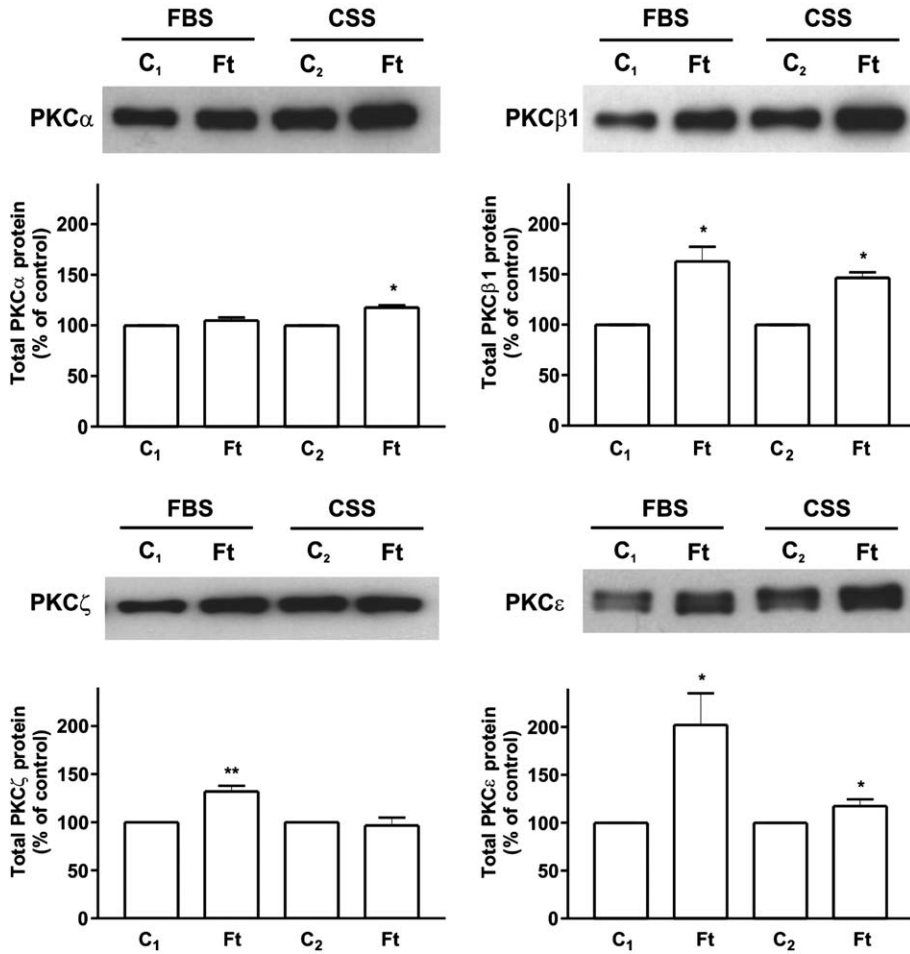 FBS CSS
C₁ Ft C₂ Ft
PKCα
200
150
100
50
0
Total PKCα protein
(% of control)
*
C₁ Ft C₂ Ft
FBS CSS
C₁ Ft C₂ Ft
PKCβ1
200
150
100
50
0
Total PKCβ1 protein
(% of control)
*
*
C₁ Ft C₂ Ft
FBS CSS
C₁ Ft C₂ Ft
PKCζ
200
150
100
50
0
Total PKCζ protein
(% of control)
**
C₁ Ft C₂ Ft
FBS CSS
C₁ Ft C₂ Ft
PKCε
200
150
100
50
0
Total PKCε protein
(% of control)
*
*
C₁ Ft C₂ Ft